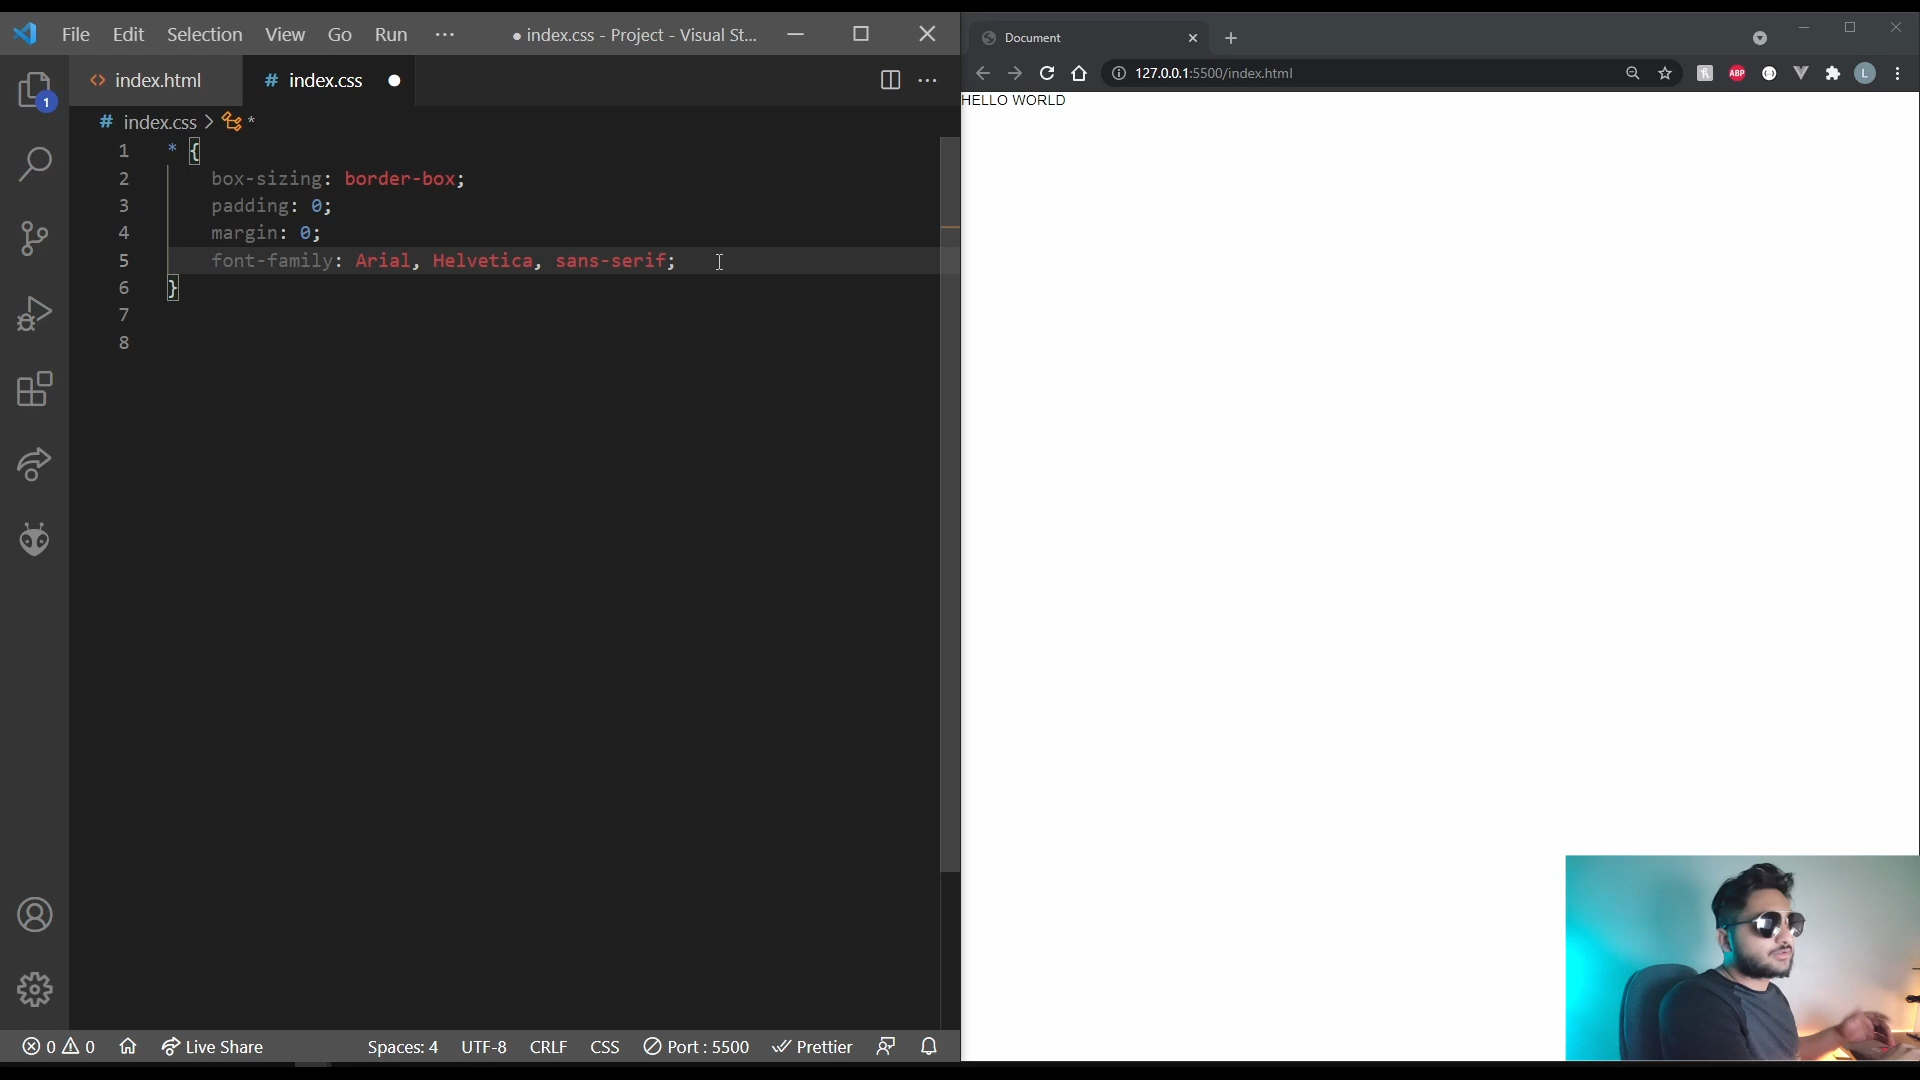 File Edit Selection View Go Run ··· ● index.css - Project - Visual St...
index.html # index.css ●
# index.css > *
1 * {
2 box-sizing: border-box;
3 padding: 0;
4 margin: 0;
5 font-family: Arial, Helvetica, sans-serif;
6 }
7
8
1
0 0 Live Share Spaces: 4 UTF-8 CRLF CSS Port : 5500 Prettier
Document
127.0.0.1:5500/index.html ABP L
HELLO WORLD